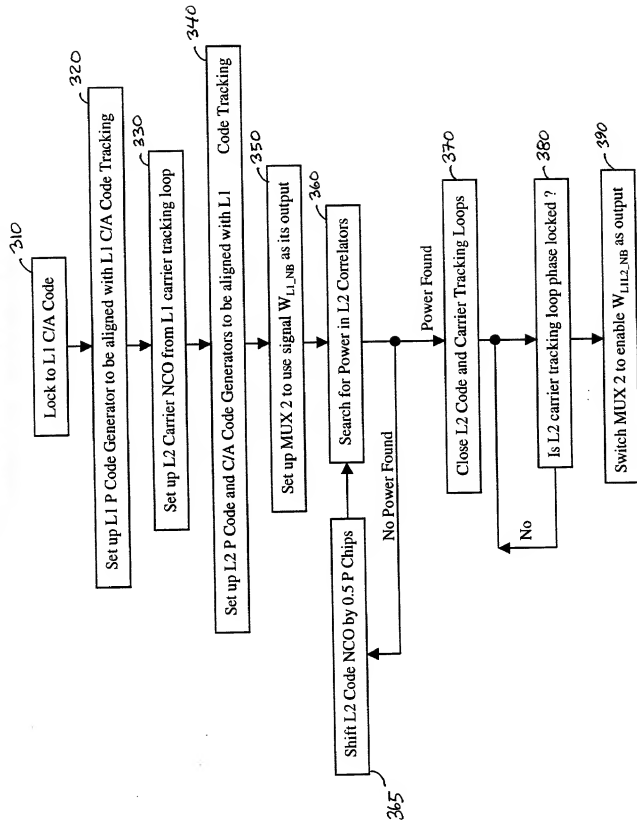 310
Lock to L1 C/A Code
320
Set up L1 P Code Generator to be aligned with L1 C/A Code Tracking
330
Set up L2 Carrier NCO from L1 carrier tracking loop
340
Set up L2 P Code and C/A Code Generators to be aligned with L1 Code Tracking
350
Set up MUX 2 to use signal W_L1_NB as its output
360
Search for Power in L2 Correlators
Power Found
No Power Found
Shift L2 Code NCO by 0.5 P Chips
365
370
Close L2 Code and Carrier Tracking Loops
380
Is L2 carrier tracking loop phase locked ?
No
390
Switch MUX 2 to enable W_L1L2_NB as output